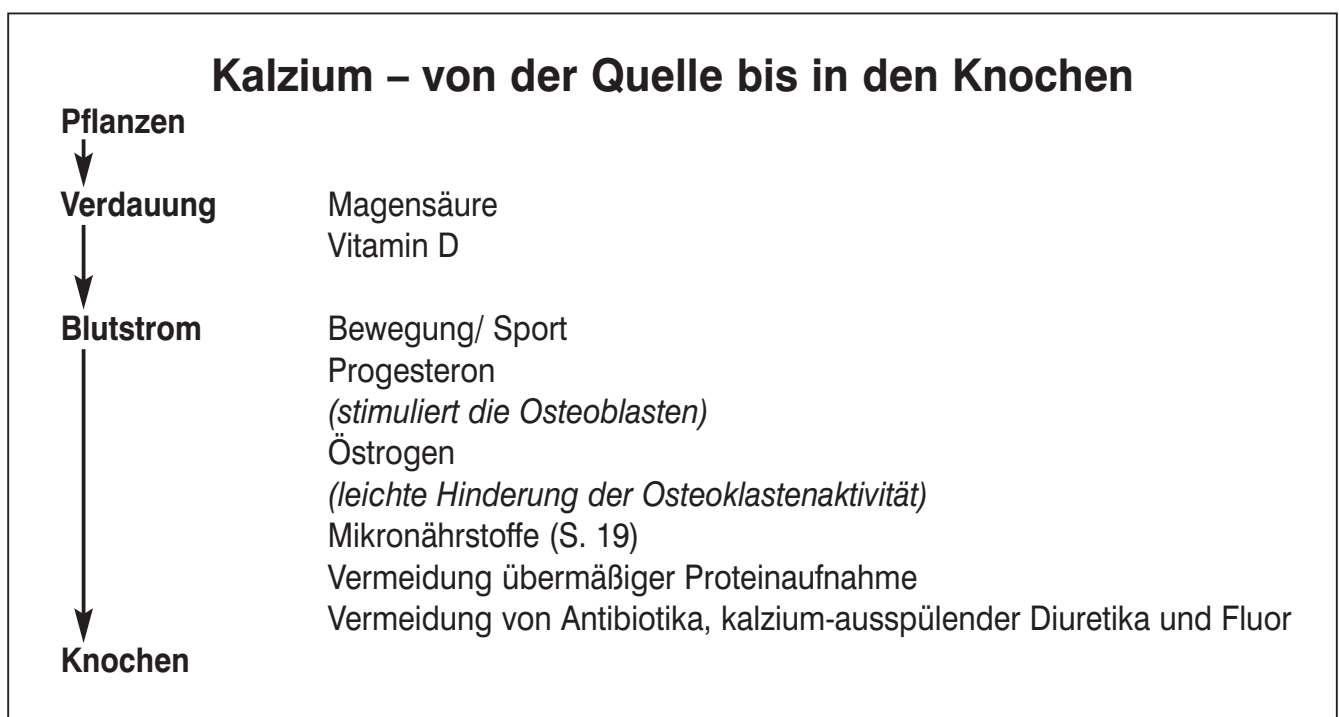 Kalzium – von der Quelle bis in den Knochen
Pflanzen
Verdauung Magensäure
Vitamin D
Blutstrom Bewegung/ Sport
Progesteron
(stimuliert die Osteoblasten)
Östrogen
(leichte Hinderung der Osteoklastenaktivität)
Mikronährstoffe (S. 19)
Vermeidung übermäßiger Proteinaufnahme
Vermeidung von Antibiotika, kalzium-ausspülender Diuretika und Fluor
Knochen